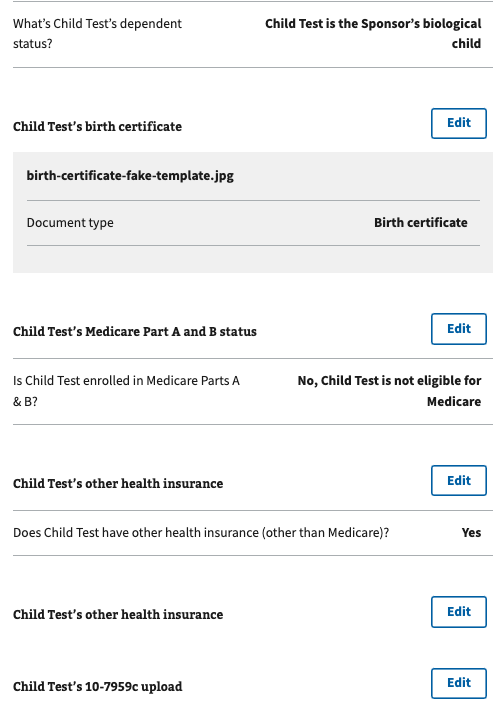 What's Child Test's dependent
status?
Child Test is the Sponsor's biological
child
Child Test's birth certificate
Edit
birth-certificate-fake-template.jpg
Document type
Birth certificate
Child Test's Medicare Part A and B status
Edit
Is Child Test enrolled in Medicare Parts A
& B?
No, Child Test is not eligible for
Medicare
Child Test's other health insurance
Edit
Does Child Test have other health insurance (other than Medicare)?
Yes
Child Test's other health insurance
Edit
Child Test's 10-7959c upload
Edit